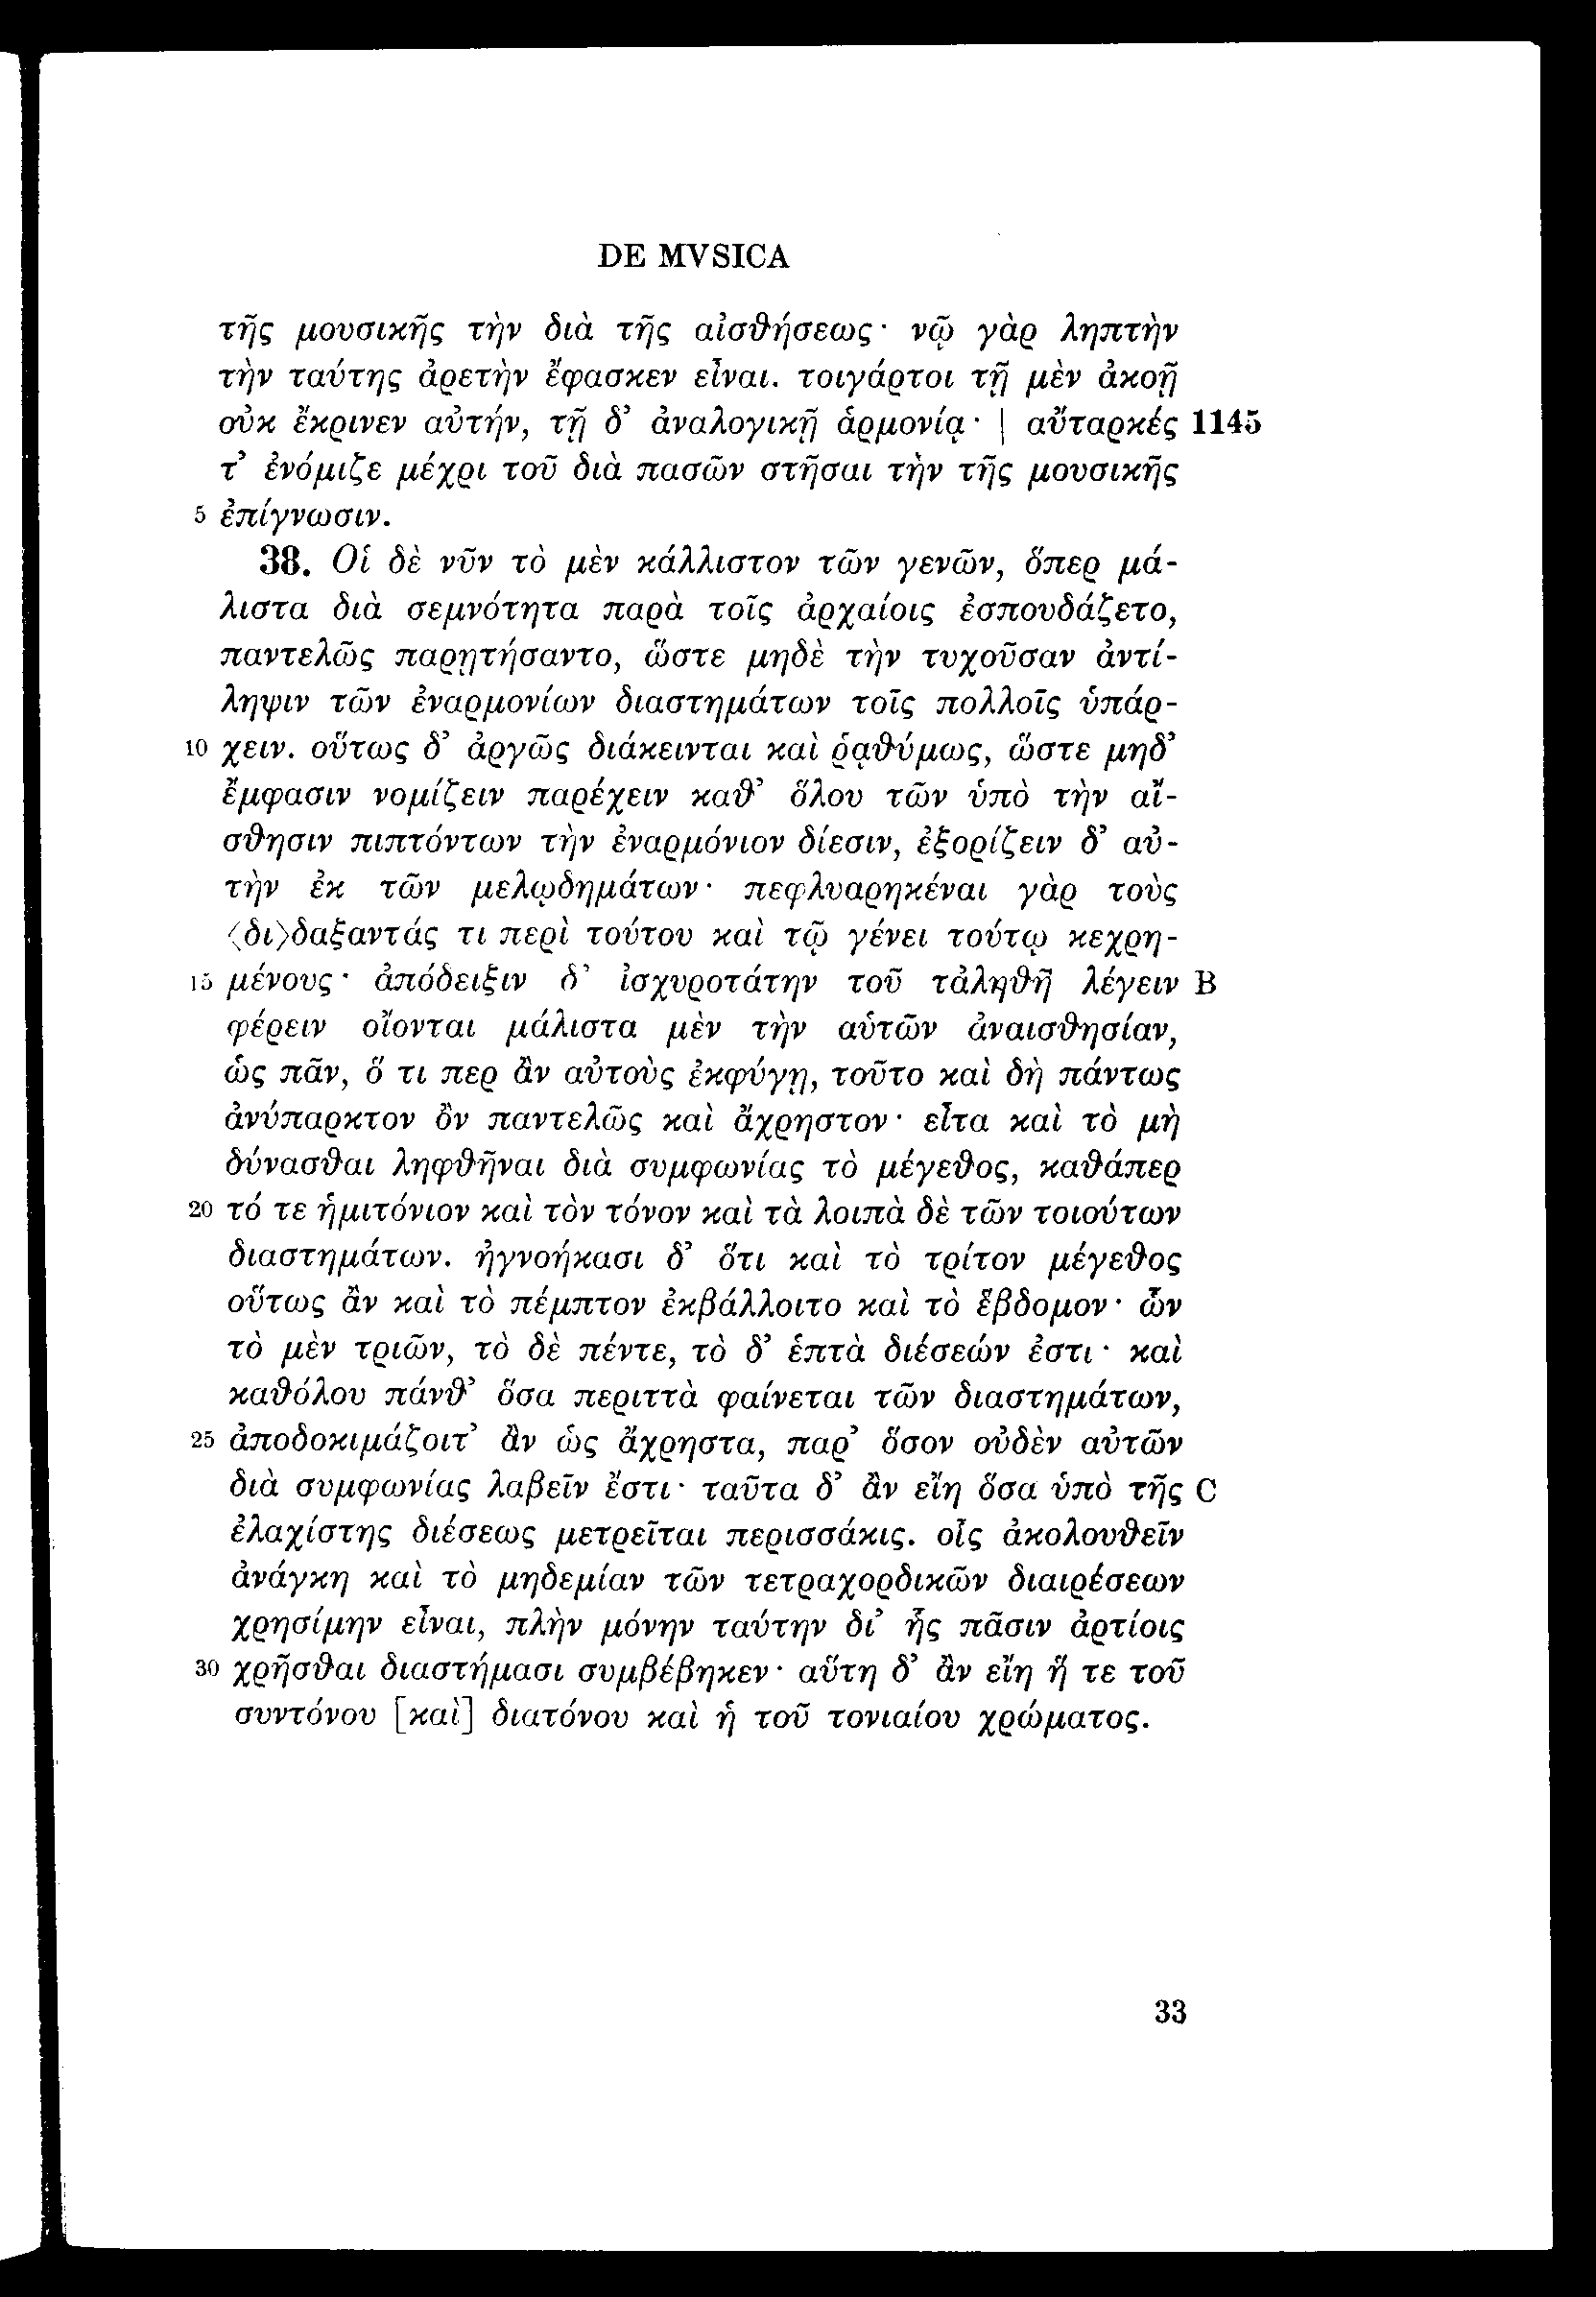 DE MVSICA
τῆς μουσικῆς τὴν διὰ τῆς αἰσθήσεως· νῷ γὰρ ληπτὴν
τὴν ταύτης ἀρετὴν ἔφασκεν εἶναι. τοιγάρτοι τῇ μὲν ἀκοῇ
οὐκ ἔκρινεν αὐτήν, τῇ δ’ ἀναλογικῇ ἁρμονίᾳ· | αὔταρκές 1145
τ’ ἐνόμιζε μέχρι τοῦ διὰ πασῶν στῆσαι τὴν τῆς μουσικῆς
5 ἐπίγνωσιν.
38. Οἱ δὲ νῦν τὸ μὲν κάλλιστον τῶν γενῶν, ὅπερ μά-
λιστα διὰ σεμνότητα παρὰ τοῖς ἀρχαίοις ἐσπουδάζετο,
παντελῶς παρῃτήσαντο, ὥστε μηδὲ τὴν τυχοῦσαν ἀντί-
ληψιν τῶν ἐναρμονίων διαστημάτων τοῖς πολλοῖς ὑπάρ-
10 χειν. οὕτως δ’ ἀργῶς διάκεινται καὶ ῥᾳθύμως, ὥστε μηδ’
ἔμφασιν νομίζειν παρέχειν καθ’ ὅλου τῶν ὑπὸ τὴν αἴ-
σθησιν πιπτόντων τὴν ἐναρμόνιον δίεσιν, ἐξορίζειν δ’ αὐ-
τὴν ἐκ τῶν μελῳδημάτων· πεφλυαρηκέναι γὰρ τοὺς
⟨δι⟩δαξαντάς τι περὶ τούτου καὶ τῷ γένει τούτῳ κεχρη-
15 μένους· ἀπόδειξιν δ’ ἰσχυροτάτην τοῦ τἀληθῆ λέγειν B
φέρειν οἴονται μάλιστα μὲν τὴν αὑτῶν ἀναισθησίαν,
ὡς πᾶν, ὅ τι περ ἂν αὐτοὺς ἐκφύγῃ, τοῦτο καὶ δὴ πάντως
ἀνύπαρκτον ὂν παντελῶς καὶ ἄχρηστον· εἶτα καὶ τὸ μὴ
δύνασθαι ληφθῆναι διὰ συμφωνίας τὸ μέγεθος, καθάπερ
20 τό τε ἡμιτόνιον καὶ τὸν τόνον καὶ τὰ λοιπὰ δὲ τῶν τοιούτων
διαστημάτων. ἠγνοήκασι δ’ ὅτι καὶ τὸ τρίτον μέγεθος
οὕτως ἂν καὶ τὸ πέμπτον ἐκβάλλοιτο καὶ τὸ ἕβδομον· ὧν
τὸ μὲν τριῶν, τὸ δὲ πέντε, τὸ δ’ ἑπτὰ διέσεών ἐστι· καὶ
καθόλου πάνθ’ ὅσα περιττὰ φαίνεται τῶν διαστημάτων,
25 ἀποδοκιμάζοιτ’ ἂν ὡς ἄχρηστα, παρ’ ὅσον οὐδὲν αὐτῶν
διὰ συμφωνίας λαβεῖν ἔστι· ταῦτα δ’ ἂν εἴη ὅσα ὑπὸ τῆς C
ἐλαχίστης διέσεως μετρεῖται περισσάκις. οἷς ἀκολουθεῖν
ἀνάγκη καὶ τὸ μηδεμίαν τῶν τετραχορδικῶν διαιρέσεων
χρησίμην εἶναι, πλὴν μόνην ταύτην δι’ ἧς πᾶσιν ἀρτίοις
30 χρῆσθαι διαστήμασι συμβέβηκεν· αὕτη δ’ ἂν εἴη ἥ τε τοῦ
συντόνου [καὶ] διατόνου καὶ ἡ τοῦ τονιαίου χρώματος.
33